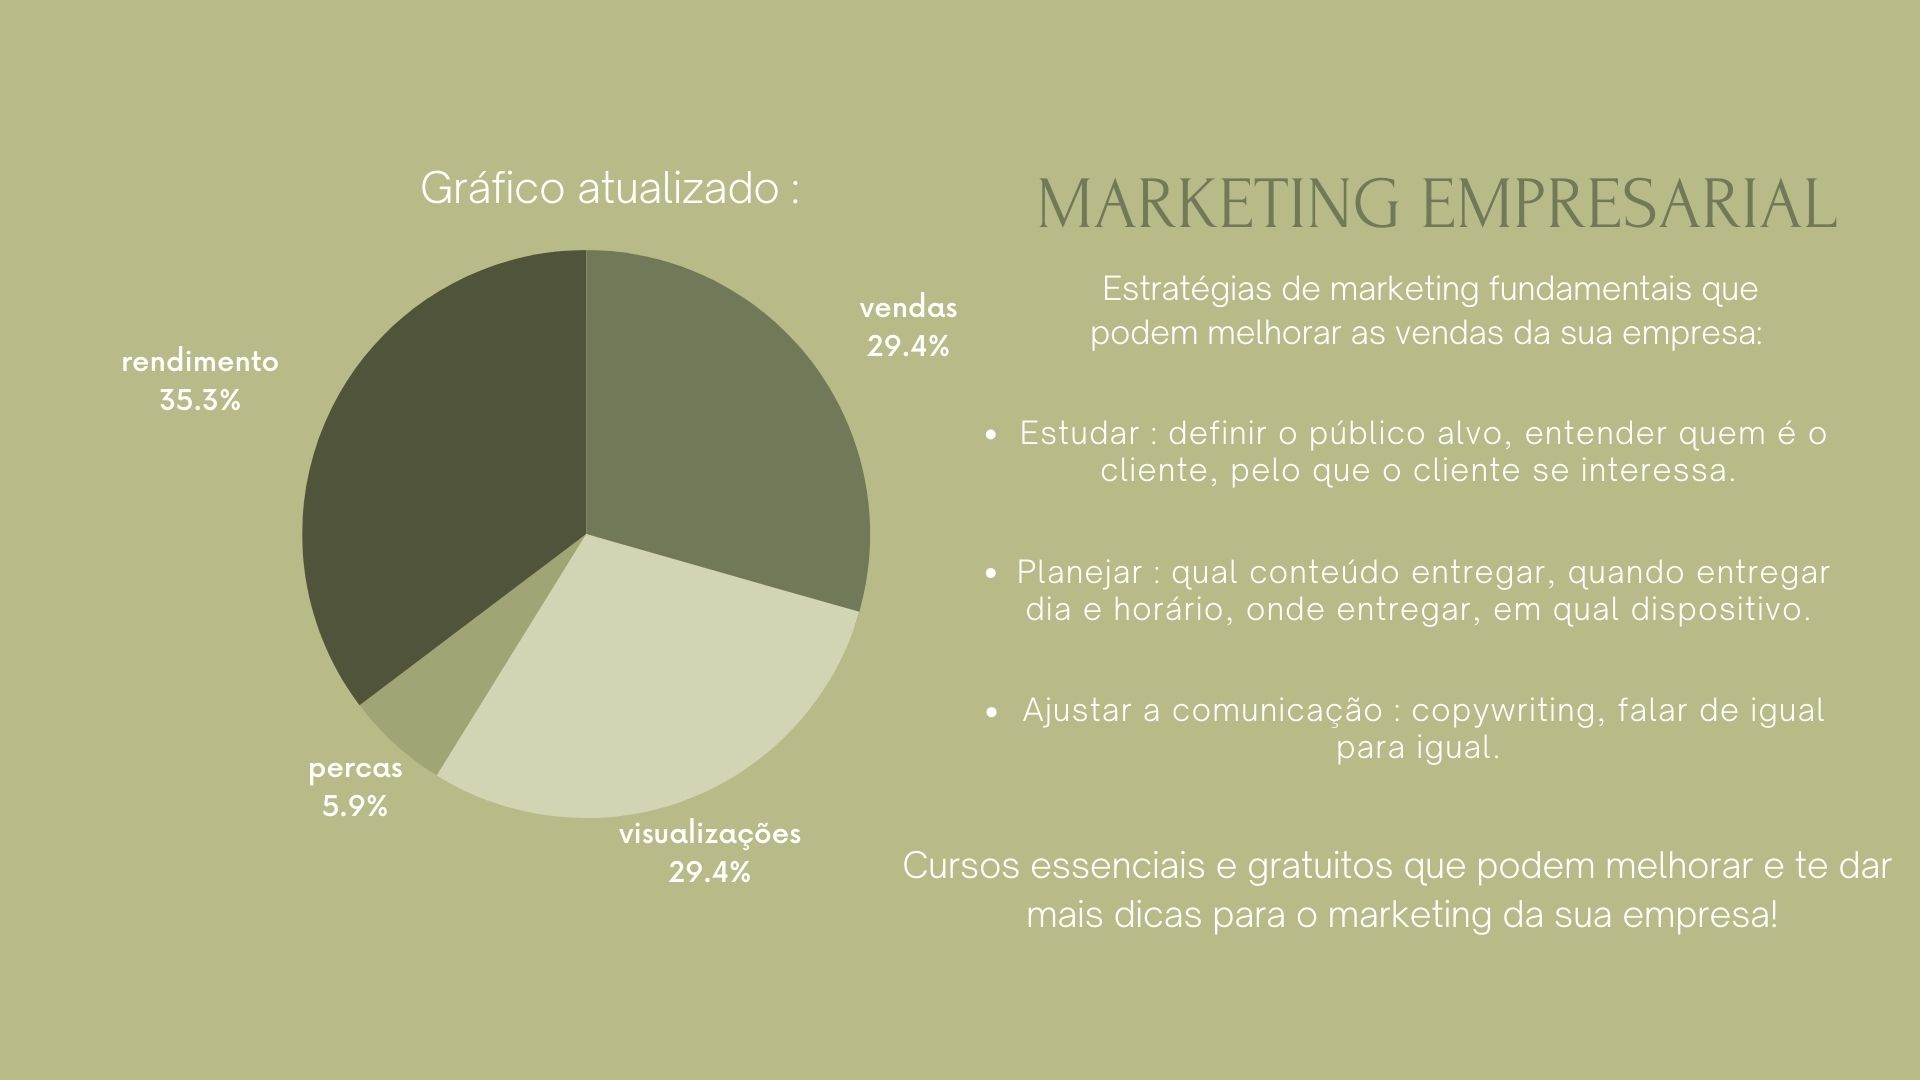 Gráfico atualizado :
vendas
29.4%
rendimento
35.3%
percas
5.9%
visualizações
29.4%
MARKETING EMPRESARIAL
Estratégias de marketing fundamentais que
podem melhorar as vendas da sua empresa:
• Estudar : definir o público alvo, entender quem é o
cliente, pelo que o cliente se interessa.
• Planejar : qual conteúdo entregar, quando entregar
dia e horário, onde entregar, em qual dispositivo.
• Ajustar a comunicação : copywriting, falar de igual
para igual.
Cursos essenciais e gratuitos que podem melhorar e te dar
mais dicas para o marketing da sua empresa!